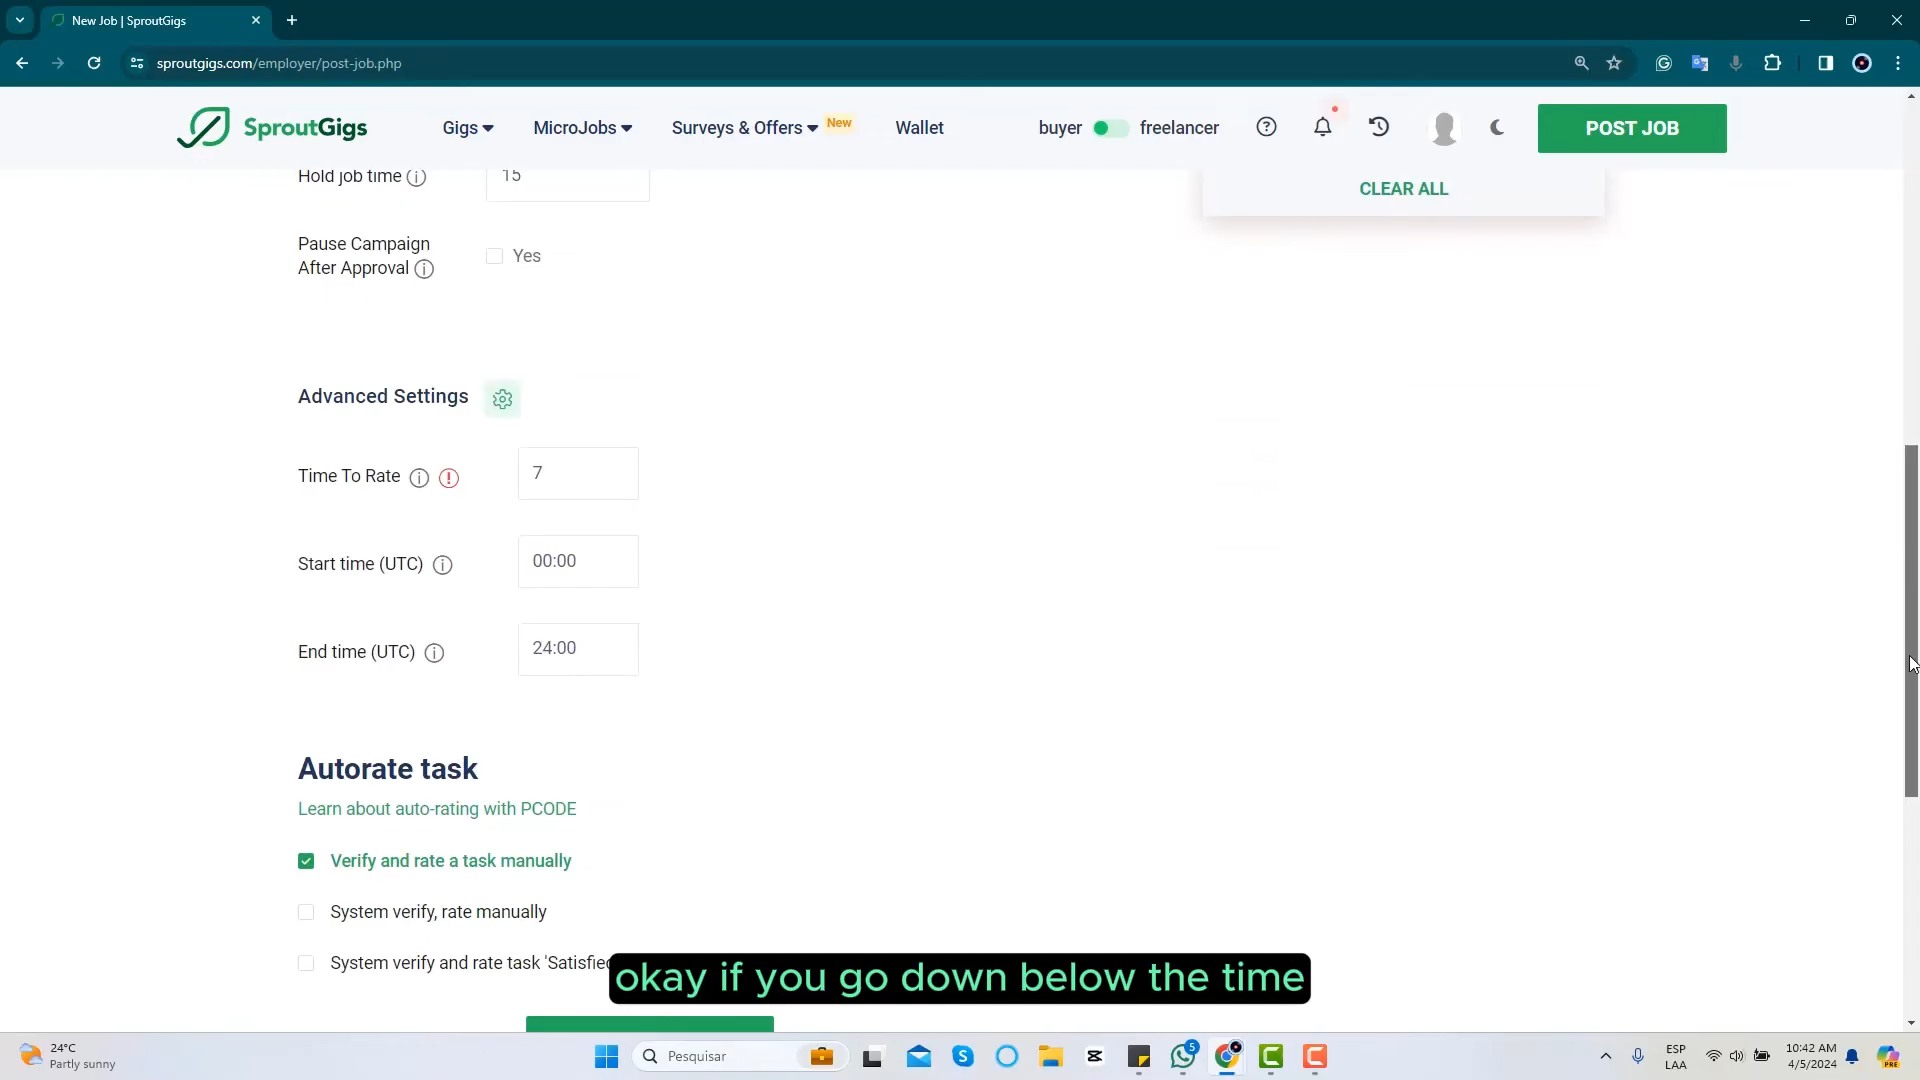 New Job | SproutGigs
sproutgigs.com/employer/post-job.php
SproutGigs
Gigs
MicroJobs
Surveys & Offers
New
Wallet
buyer
freelancer
POST JOB
Hold job time
15
CLEAR ALL
Pause Campaign
After Approval
Yes
Advanced Settings
Time To Rate
7
Start time (UTC)
00:00
End time (UTC)
24:00
Autorate task
Learn about auto-rating with PCODE
Verify and rate a task manually
System verify, rate manually
System verify and rate task 'Satisfied
okay if you go down below the time
24°C
Partly sunny
Pesquisar
5
ESP
LAA
10:42 AM
4/5/2024
PRE